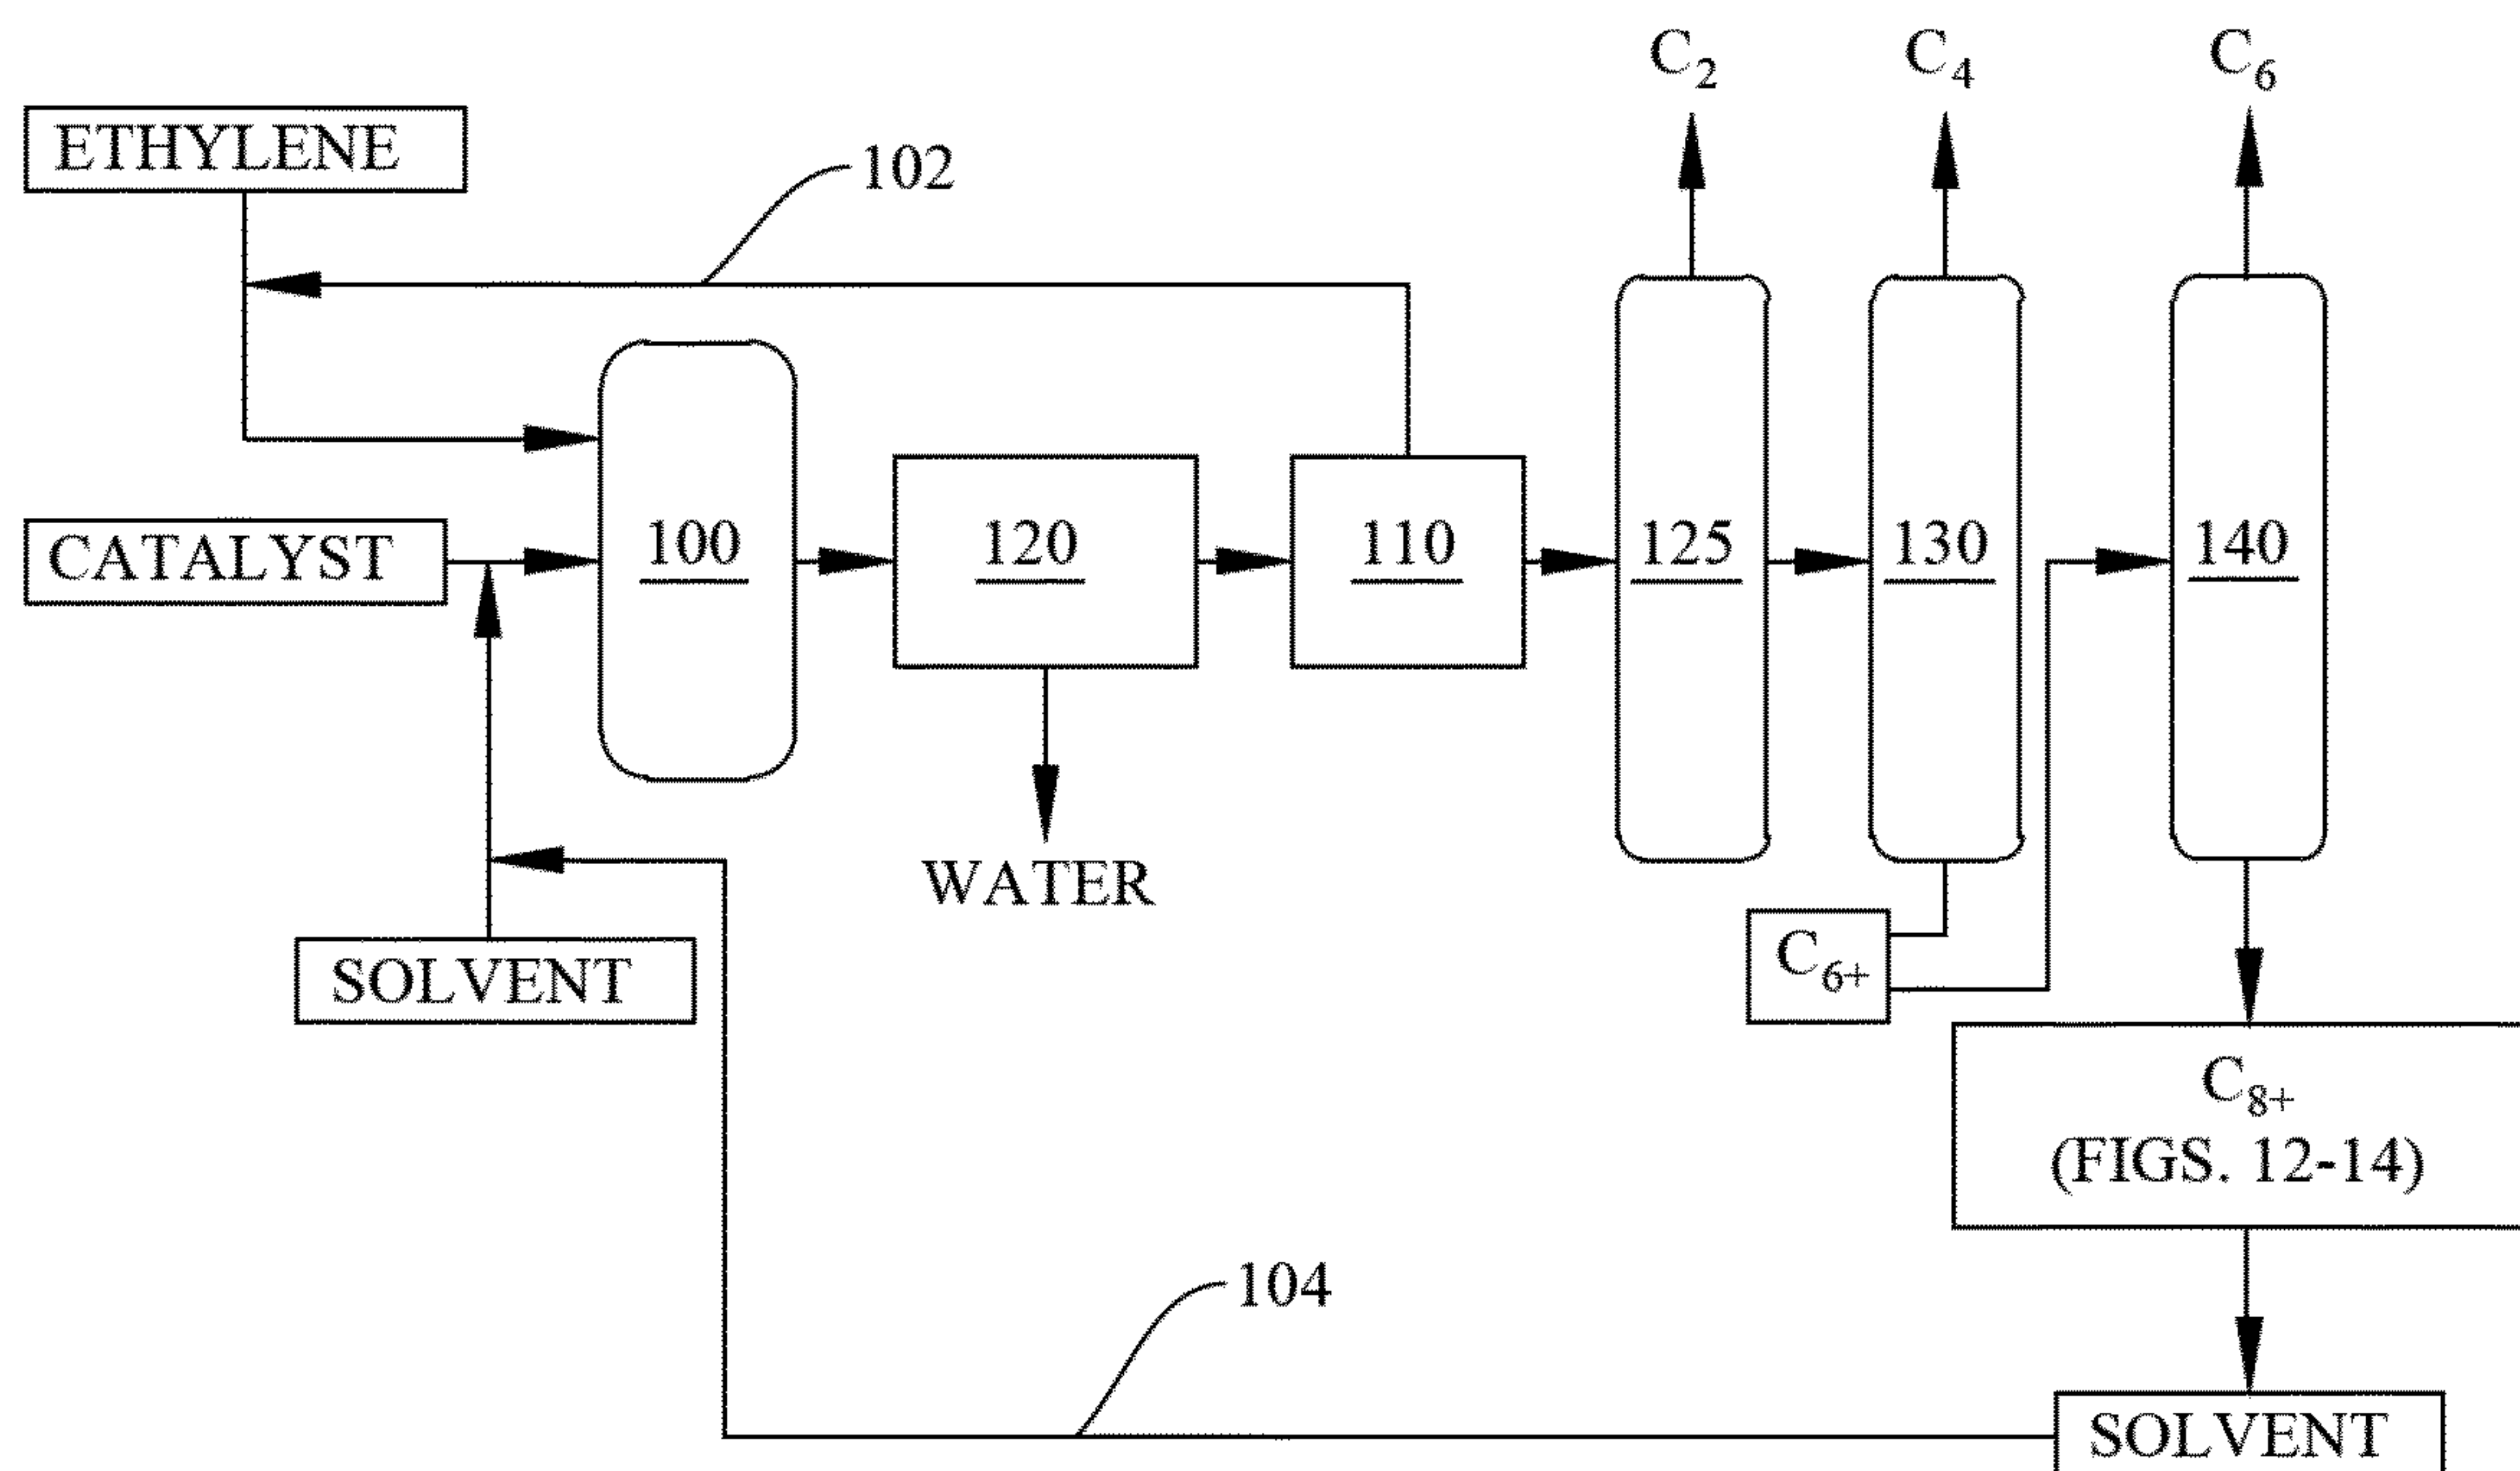 C2
C4
C6
ETHYLENE
102
CATALYST
100
120
110
125
130
140
WATER
SOLVENT
C6+
C8+
(FIGS. 12-14)
104
SOLVENT